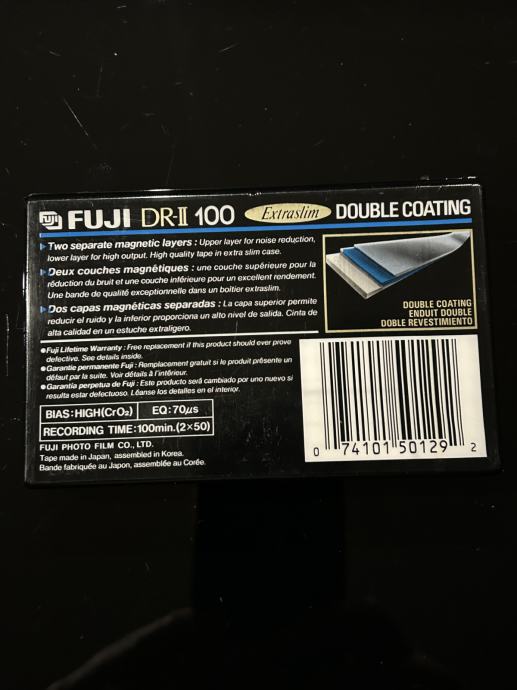 FUJI FUJI DR-II 100 Extraslim DOUBLE COATING
Two separate magnetic layers : Upper layer for noise reduction,
lower layer for high output. High quality tape in extra slim case.
Deux couches magnétiques : une couche supérieure pour la
réduction du bruit et une couche inférieure pour un excellent rendement.
Une bande de qualité exceptionnelle dans un boîtier extraslim.
Dos capas magnéticas separadas : La capa superior permite
reducir el ruido y la inferior proporciona un alto nivel de salida. Cinta de
alta calidad en un estuche extraligero.
DOUBLE COATING
ENDUIT DOUBLE
DOBLE REVESTIMIENTO
●Fuji Lifetime Warranty : Free replacement if this product should ever prove
defective. See details inside.
●Garantie permanente Fuji : Remplacement gratuit si le produit présente un
défaut par la suite. Voir détails à l'intérieur.
●Garantía perpetua de Fuji : Este producto será cambiado por uno nuevo si
resulta estar defectuoso. Léanse los detalles en el interior.
BIAS:HIGH(CrO₂) EQ:70μs
RECORDING TIME:100min.(2×50)
FUJI PHOTO FILM CO., LTD.
Tape made in Japan, assembled in Korea.
Bande fabriquée au Japon, assemblée au Corée.
0 74101 50129 2